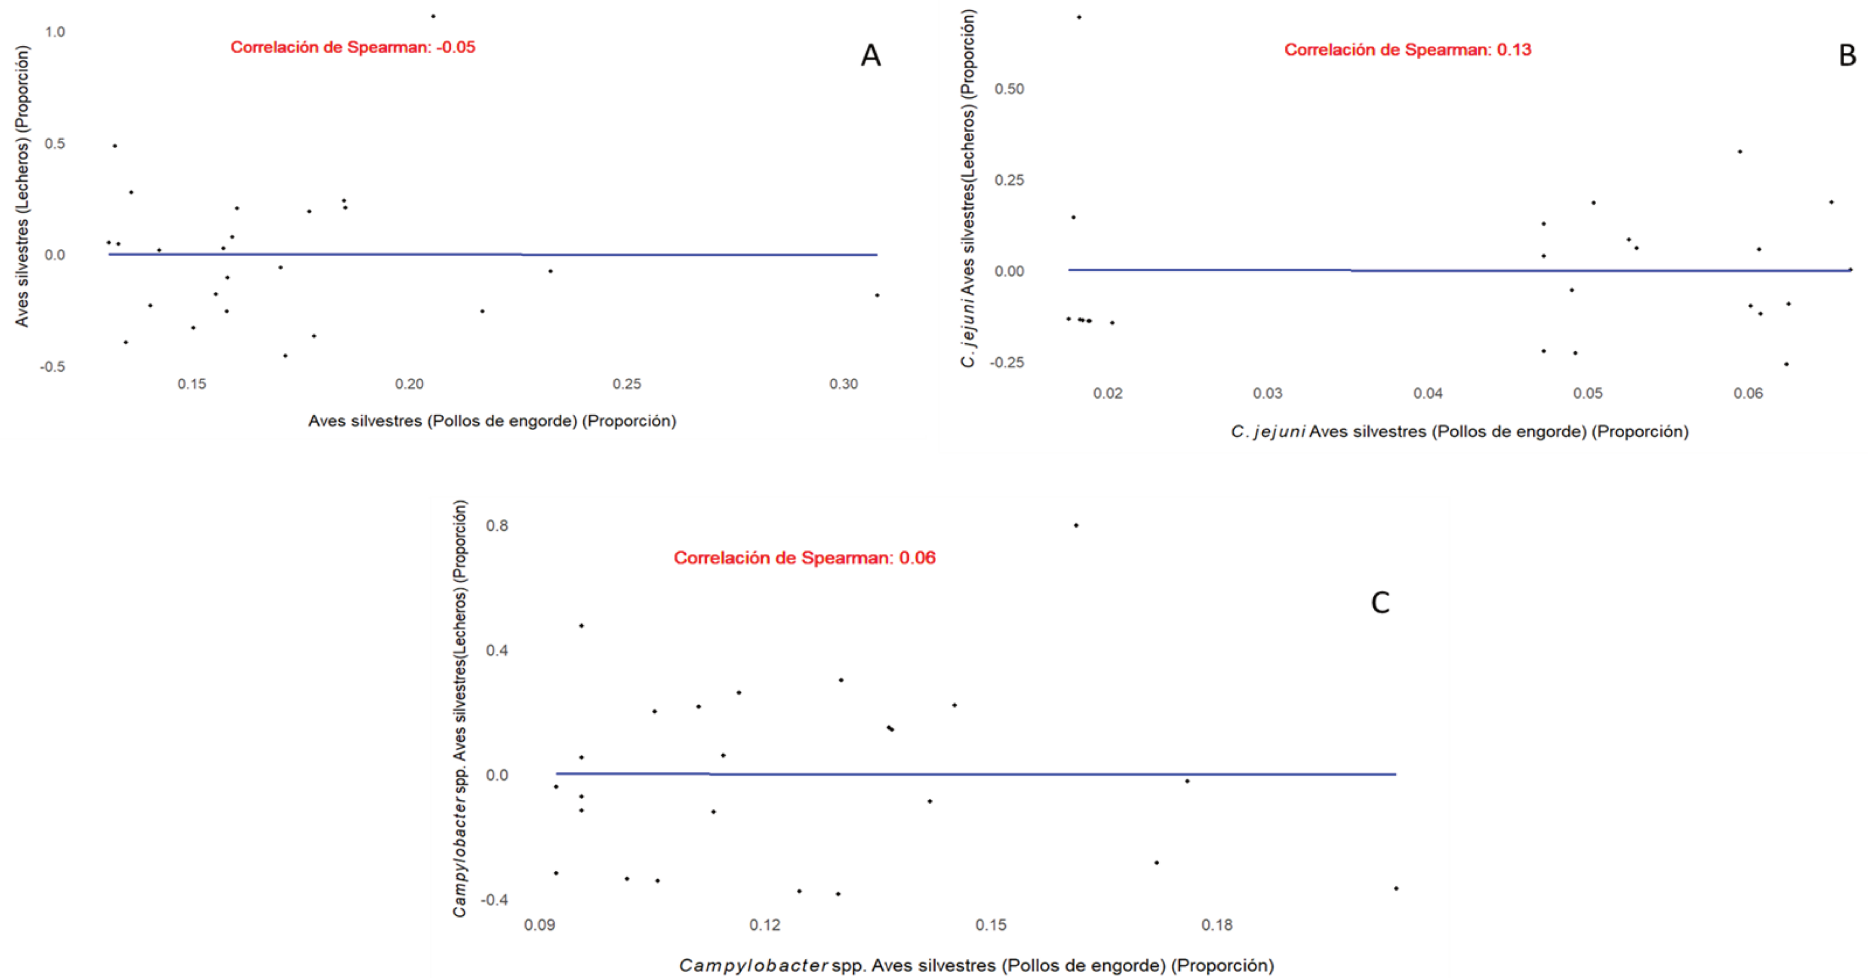 Aves silvestres (Lecheros) (Proporción)
1.0
0.5
0.0
-0.5
Correlación de Spearman: -0.05
A
0.15 0.20 0.25 0.30
Aves silvestres (Pollos de engorde) (Proporción)
C. jejuni Aves silvestres(Lecheros) (Proporción)
0.50
0.25
0.00
-0.25
Correlación de Spearman: 0.13
B
0.02 0.03 0.04 0.05 0.06
C. jejuni Aves silvestres (Pollos de engorde) (Proporción)
Campylobacter spp. Aves silvestres(Lecheros) (Proporción)
0.8
0.4
0.0
-0.4
Correlación de Spearman: 0.06
C
0.09 0.12 0.15 0.18
Campylobacter spp. Aves silvestres (Pollos de engorde) (Proporción)